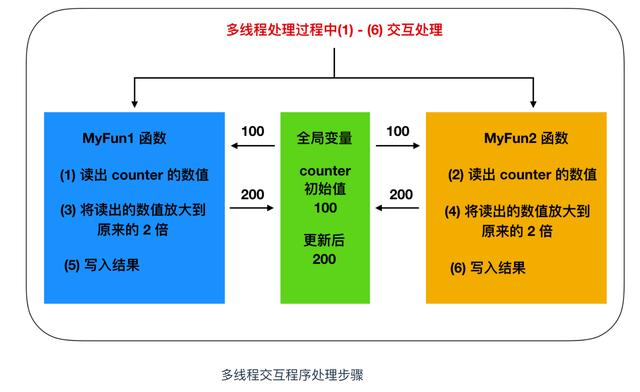 多线程处理过程中(1) - (6) 交互处理
MyFun1 函数
(1) 读出 counter 的数值
(3) 将读出的数值放大到
原来的 2 倍
(5) 写入结果
100
200
全局变量
counter
初始值
100
更新后
200
100
200
MyFun2 函数
(2) 读出 counter 的数值
(4) 将读出的数值放大到
原来的 2 倍
(6) 写入结果
多线程交互程序处理步骤